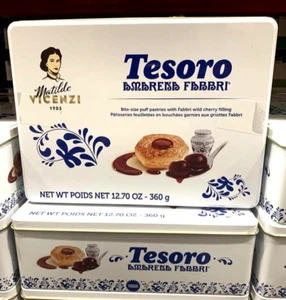 Matilde
VICENZI
1905
Tesoro
AMARENA FABBRI
Bite-size puff pastries with Fabbri wild cherry filling
Pâtisseries feuilletées en bouchées garnies aux griottes Fabbri
NET WT POIDS NET 12.70 OZ - 360 g
NET WT POIDS NET 12.70 OZ - 360 g
Tesoro
AMARENA FABBRI